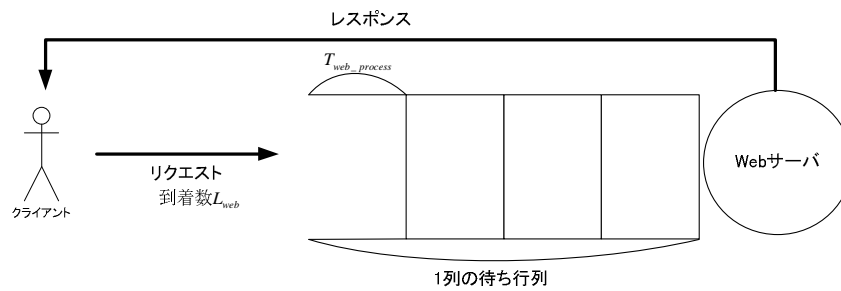 レスポンス
T_web_process
Webサーバ
リクエスト
到着数L_web
クライアント
1列の待ち行列